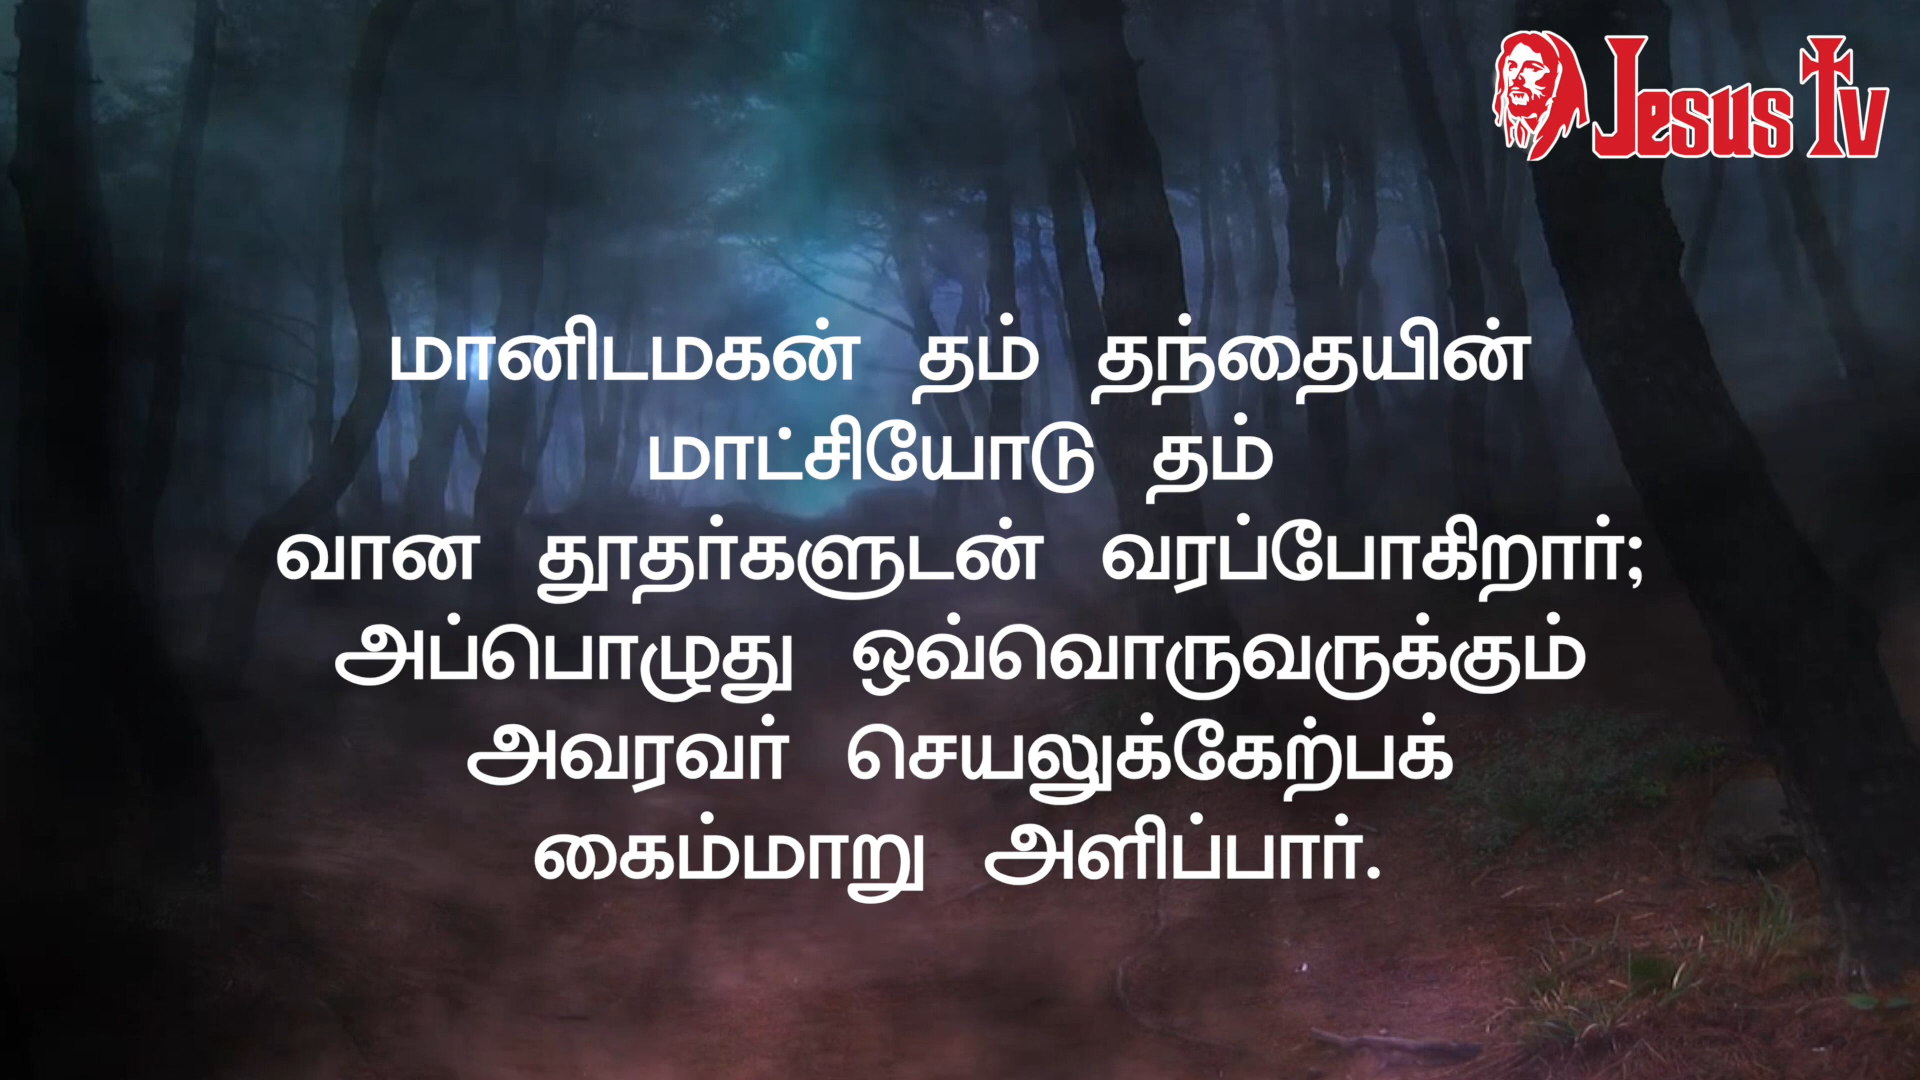 Jesus Tv
மானிடமகன் தம் தந்தையின்
மாட்சியோடு தம்
வான தூதர்களுடன் வரப்போகிறார்;
அப்பொழுது ஒவ்வொருவருக்கும்
அவரவர் செயலுக்கேற்பக்
கைம்மாறு அளிப்பார்.